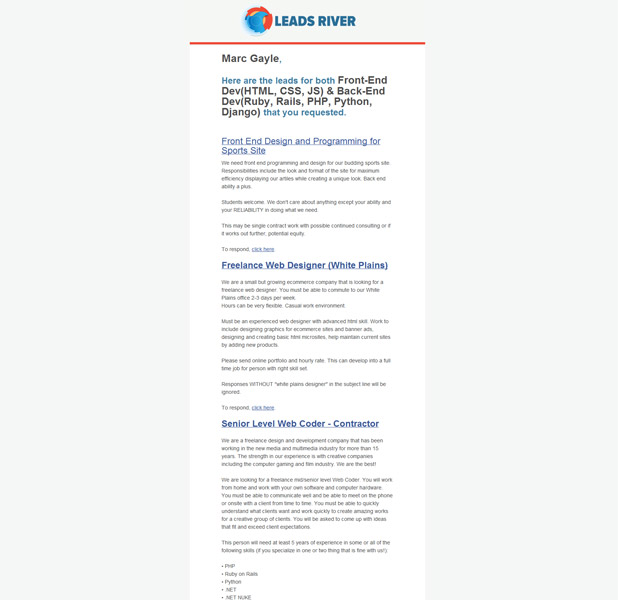 LEADS RIVER
Marc Gayle,
Here are the leads for both Front-End
Dev(HTML, CSS, JS) & Back-End
Dev(Ruby, Rails, PHP, Python,
Django) that you requested.
Front End Design and Programming for
Sports Site
We need front end programming and design for our budding sports site
Responsibilities include the look and format of the site for maximum
efficiency displaying our artiles while creating a unique look. Back end
ability a plus.
Students welcome. We don't care about anything except your ability and
your RELIABILITY in doing what we need.
This may be single contract work with possible continued consulting or if
it works out further, potential equity.
To respond, click here
Freelance Web Designer (White Plains)
We are a small but growing ecommerce company that is looking for a
freelance web designer. You must be able to commute to our White
Plains office 2-3 days per week.
Hours can be very flexible. Casual work environment.
Must be an experienced web designer with advanced html skill. Work to
include designing graphics for ecommerce sites and banner ads,
designing and creating basic html microsites, help maintain current sites
by adding new products.
Please send online portfolio and hourly rate. This can develop into a full
time job for person with right skill set.
Responses WITHOUT "white plains designer" in the subject line will be
ignored.
To respond, click here
Senior Level Web Coder - Contractor
We are a freelance design and development company that has been
working in the new media and multimedia industry for more than 15
years. The strength in our experience is with creative companies
including the computer gaming and film industry. We are the best!
We are looking for a freelance mid/senior level Web Coder. You will work
from home and work with your own software and computer hardware.
You must be able to communicate well and be able to meet on the phone
or onsite with a client from time to time. You must be able to quickly
understand what clients want and work quickly to create amazing works
for a creative group of clients. You will be asked to come up with ideas
that fit and exceed client expectations.
This person will need at least 5 years of experience in some or all of the
following skills (if you specialize in one or two thing that is fine with us!):
• PHP
• Ruby on Rails
• Python
• .NET
• .NET NUKE